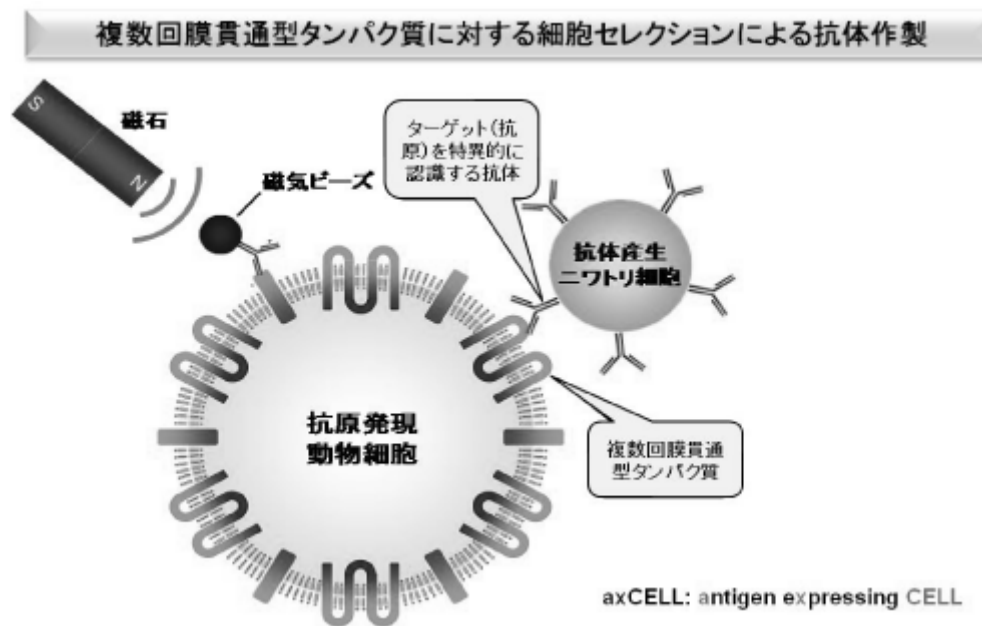 複数回膜貫通型タンパク質に対する細胞セレクションによる抗体作製
S
磁石
N
磁気ビーズ
ターゲット(抗
原)を特異的に
認識する抗体
抗体産生
ニワトリ細胞
抗原発現
動物細胞
複数回膜貫通
型タンパク質
axCELL: antigen expressing CELL